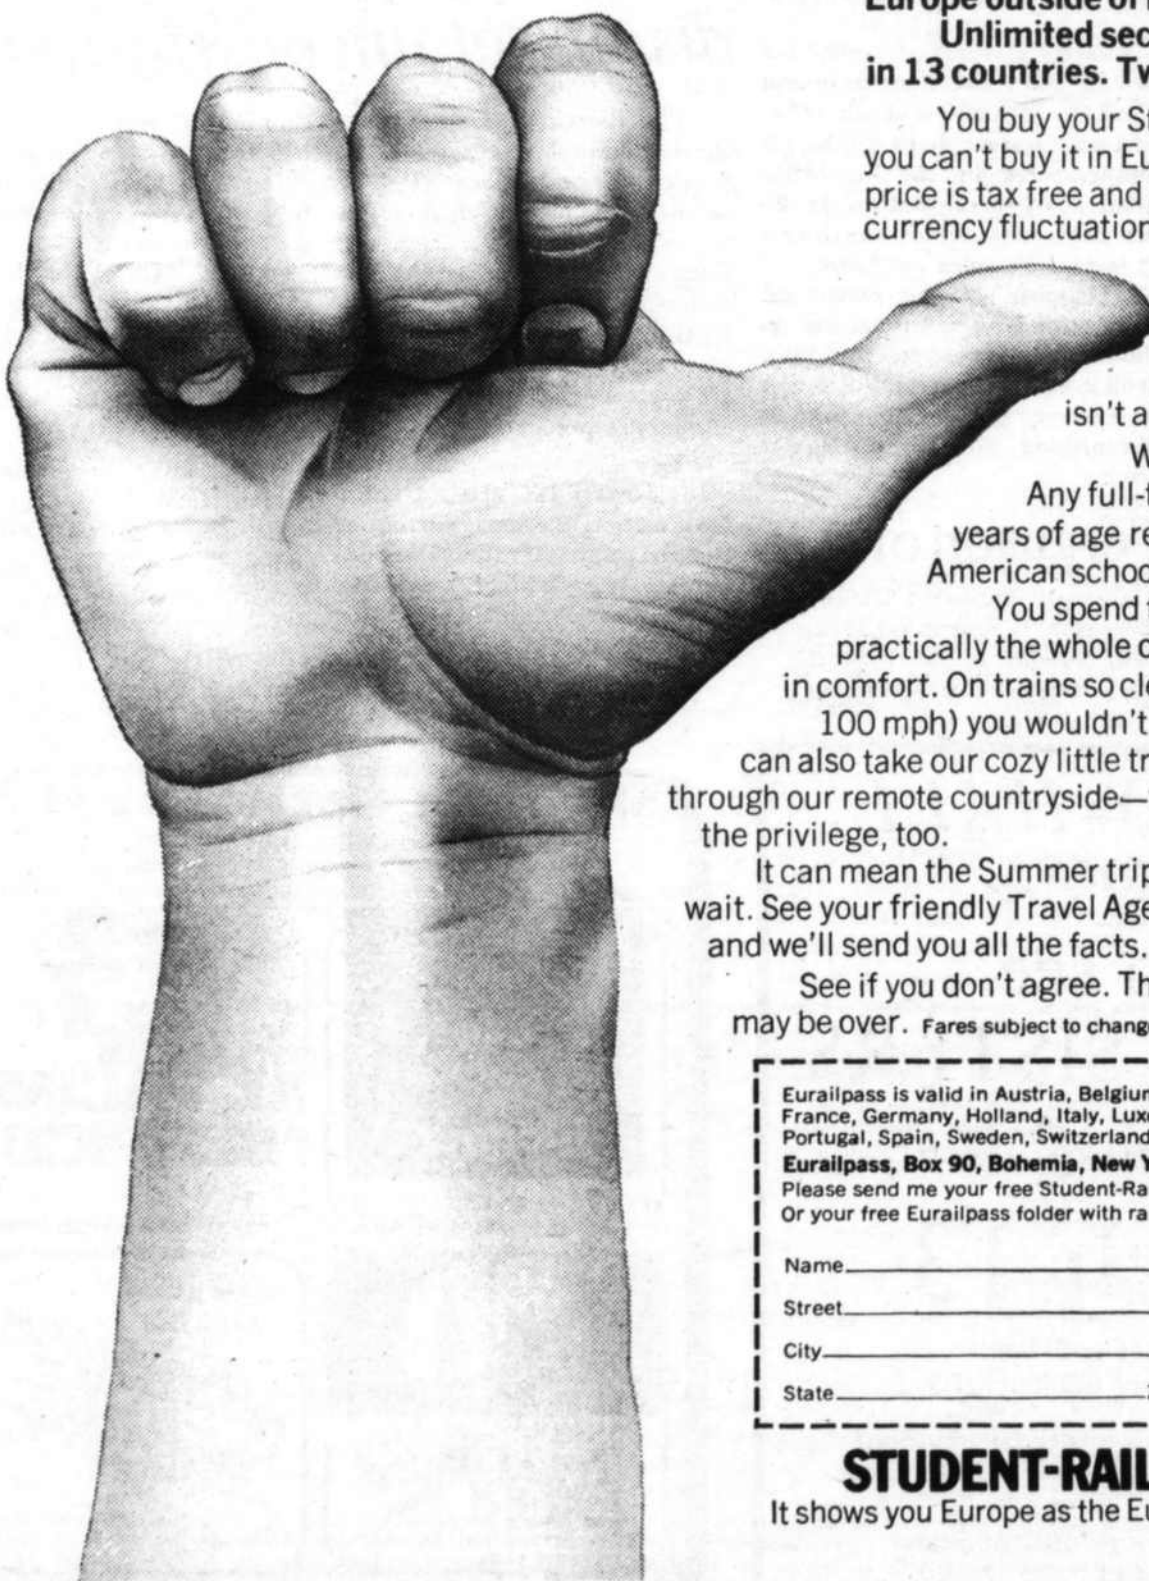 Unlimited sec
in 13 countries. Tw
You buy your St
you can't buy it in Eu
price is tax free and
currency fluctuation
isn't a
W
Any full-t
years of age re
American schoo
You spend t
practically the whole o
in comfort. On trains so cle
100 mph) you wouldn't
can also take our cozy little tr
through our remote countryside—
the privilege, too.
It can mean the Summer trip
wait. See your friendly Travel Age
and we'll send you all the facts.
See if you don't agree. Th
may be over. Fares subject to change
Eurailpass is valid in Austria, Belgium
France, Germany, Holland, Italy, Luxe
Portugal, Spain, Sweden, Switzerland
Eurailpass, Box 90, Bohemia, New Y
Please send me your free Student-Ra
Or your free Eurailpass folder with ra
Name
Street
City
State
STUDENT-RAIL
It shows you Europe as the Eu